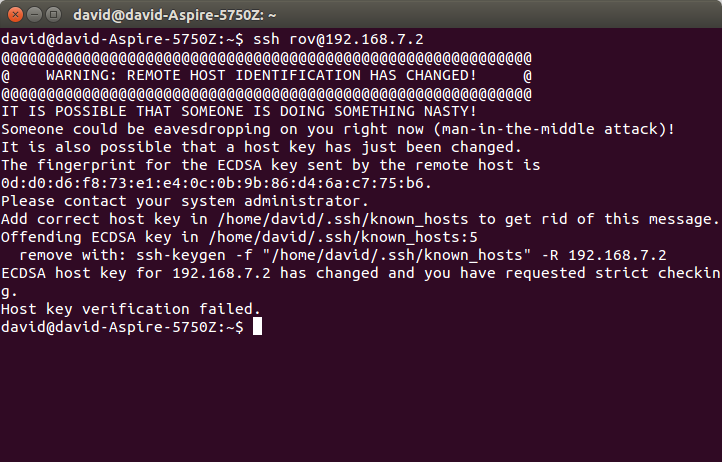 david@david-Aspire-5750Z: ~
david@david-Aspire-5750Z:~$ ssh rov@192.168.7.2
@@@@@@@@@@@@@@@@@@@@@@@@@@@@@@@@@@@@@@@@@@@@@@@@@@@@@@@@@@@
@    WARNING: REMOTE HOST IDENTIFICATION HAS CHANGED!     @
@@@@@@@@@@@@@@@@@@@@@@@@@@@@@@@@@@@@@@@@@@@@@@@@@@@@@@@@@@@
IT IS POSSIBLE THAT SOMEONE IS DOING SOMETHING NASTY!
Someone could be eavesdropping on you right now (man-in-the-middle attack)!
It is also possible that a host key has just been changed.
The fingerprint for the ECDSA key sent by the remote host is
0d:d0:d6:f8:73:e1:e4:0c:0b:9b:86:d4:6a:c7:75:b6.
Please contact your system administrator.
Add correct host key in /home/david/.ssh/known_hosts to get rid of this message.
Offending ECDSA key in /home/david/.ssh/known_hosts:5
  remove with: ssh-keygen -f "/home/david/.ssh/known_hosts" -R 192.168.7.2
ECDSA host key for 192.168.7.2 has changed and you have requested strict checkin
g.
Host key verification failed.
david@david-Aspire-5750Z:~$